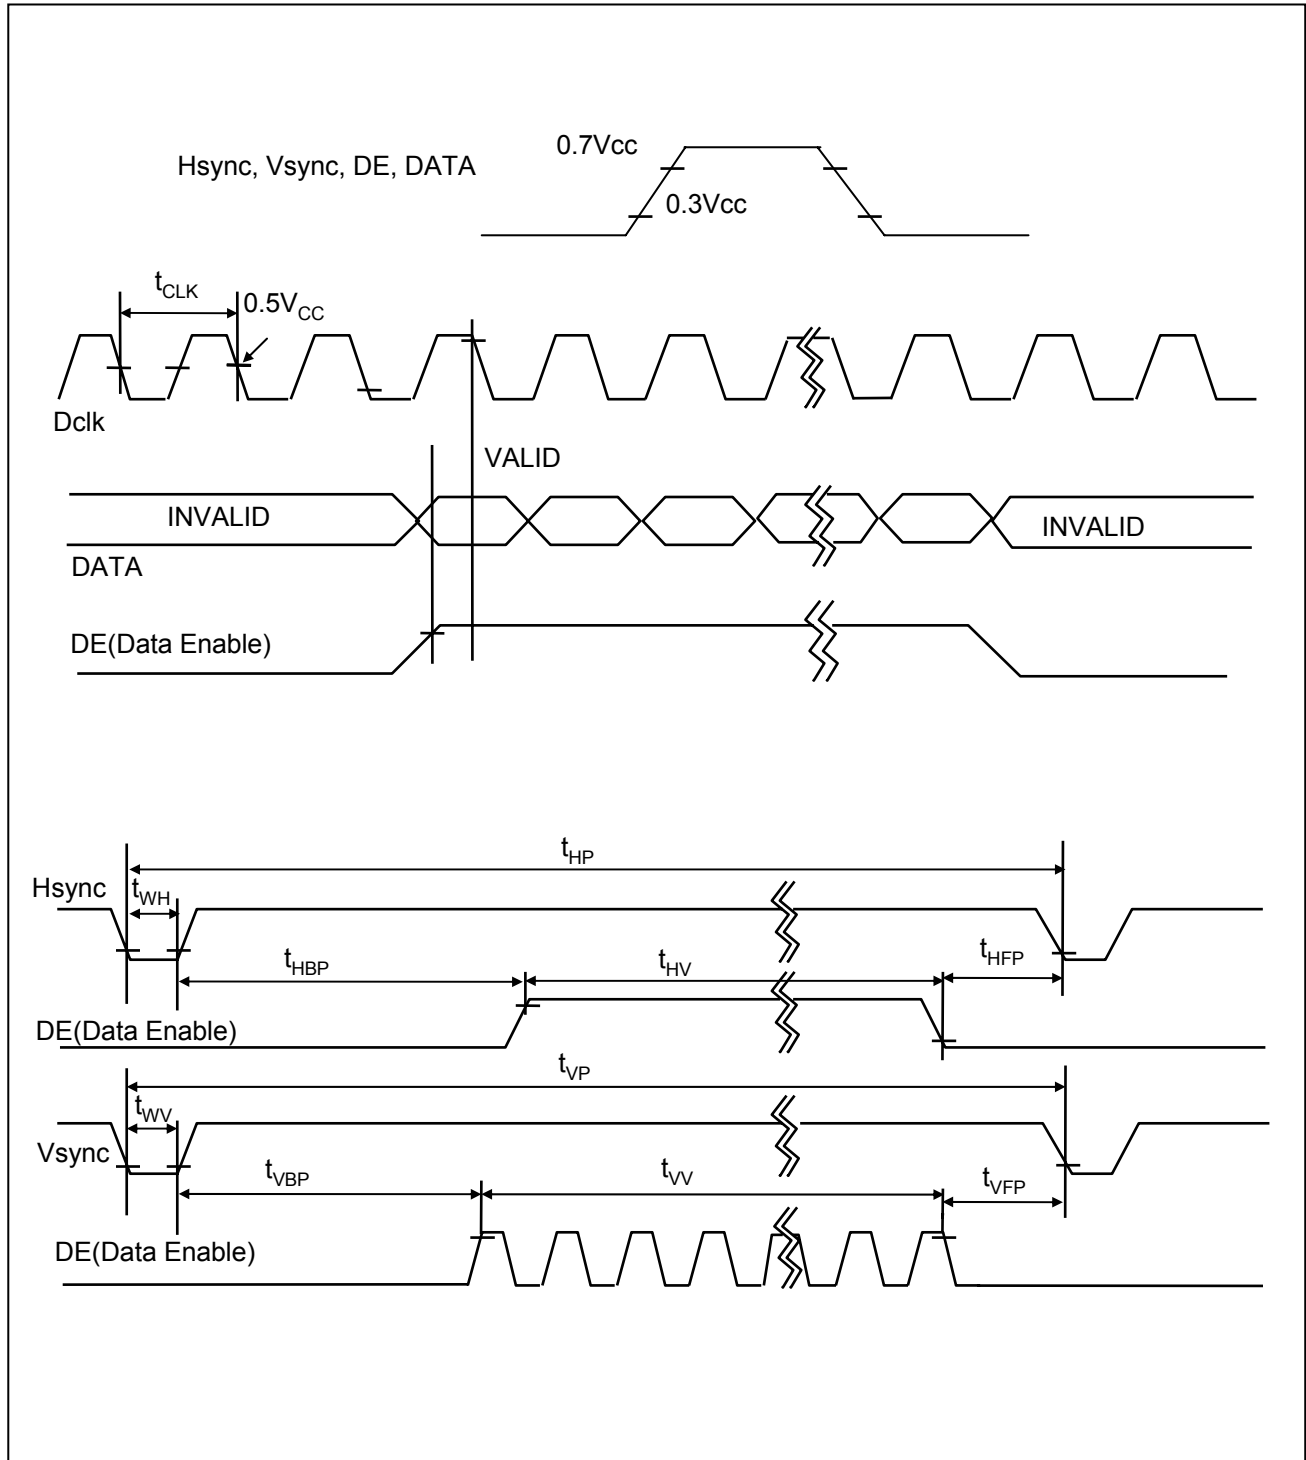 Hsync, Vsync, DE, DATA
0.7Vcc
0.3Vcc
tCLK
0.5VCC
Dclk
VALID
INVALID
INVALID
DATA
DE(Data Enable)
tHP
Hsync
tWH
tHBP
tHV
tHFP
DE(Data Enable)
tVP
tWV
Vsync
tVBP
tVV
tVFP
DE(Data Enable)